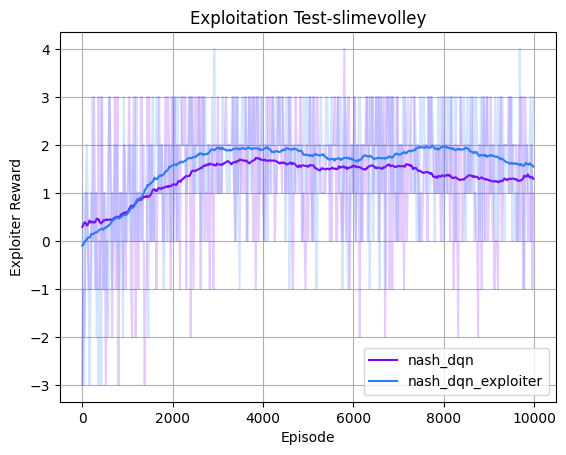 Exploitation Test-slimevolley
Exploiter Reward
4
3
2
1
0
−1
−2
−3
0
2000
4000
6000
8000
10000
Episode
nash_dqn
nash_dqn_exploiter